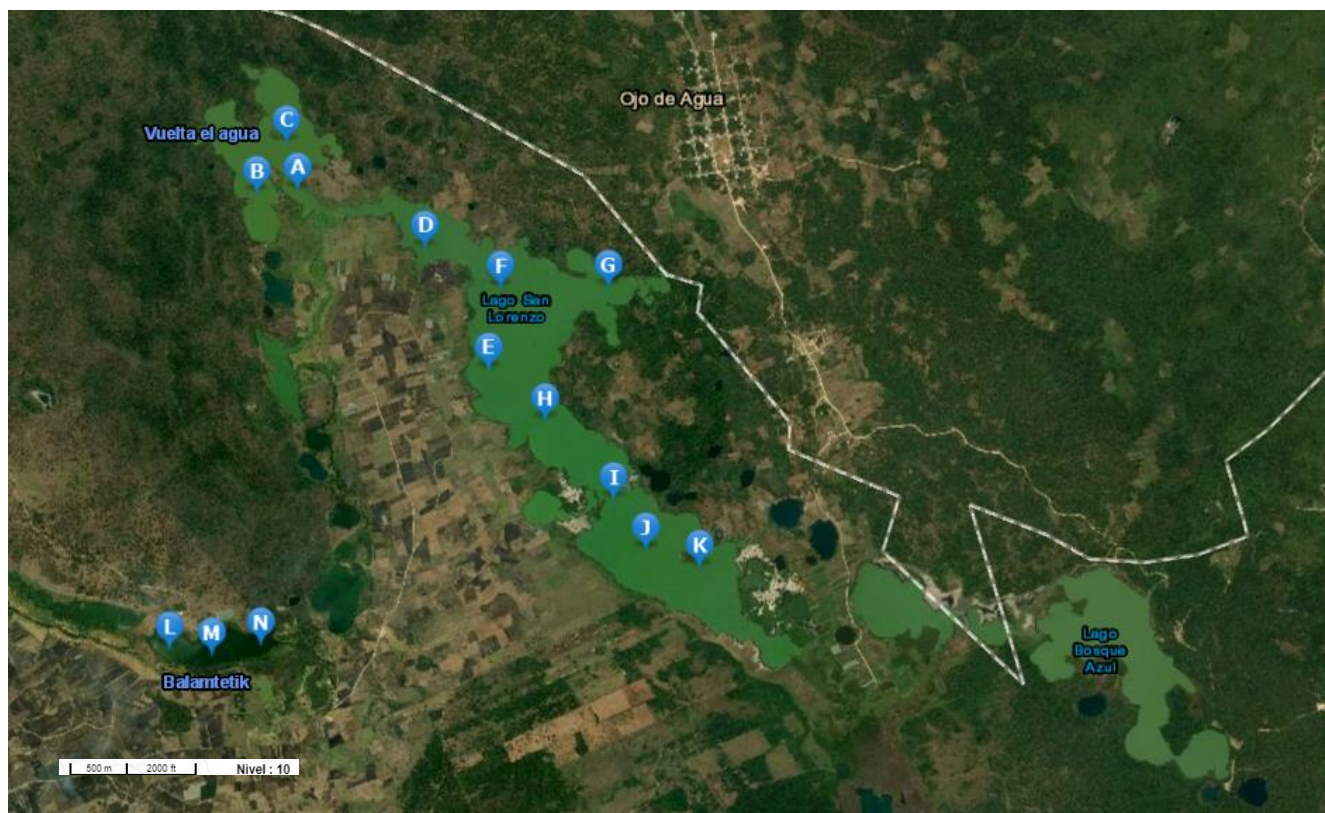 Ojo de Agua
C
Vuelta el agua
B
A
D
F
G
Lago San
Lorenzo
E
H
I
J
K
L
M
N
Lago
Bosque
Azul
Balamtetik
500 m
2000 ft
Nivel : 10